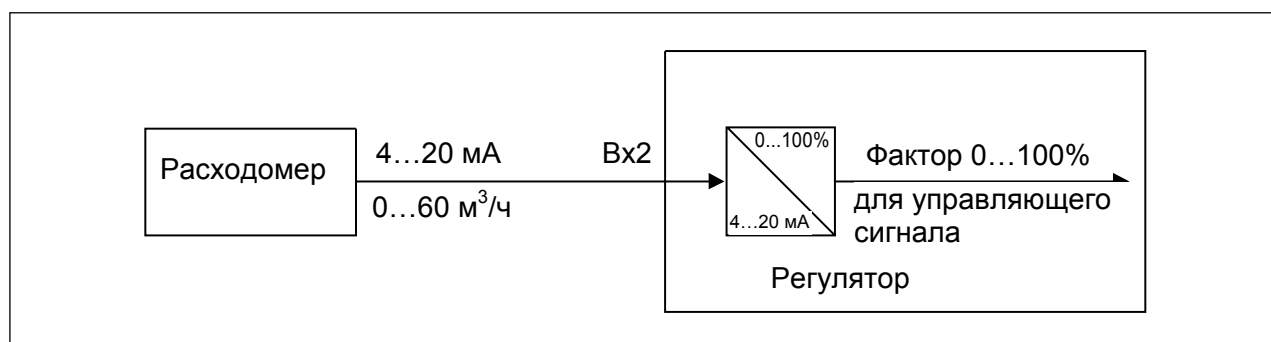 Расходомер
4…20 мА
0…60 м³/ч
Вх2
0...100%
4…20 мА
Фактор 0…100%
для управляющего
сигнала
Регулятор